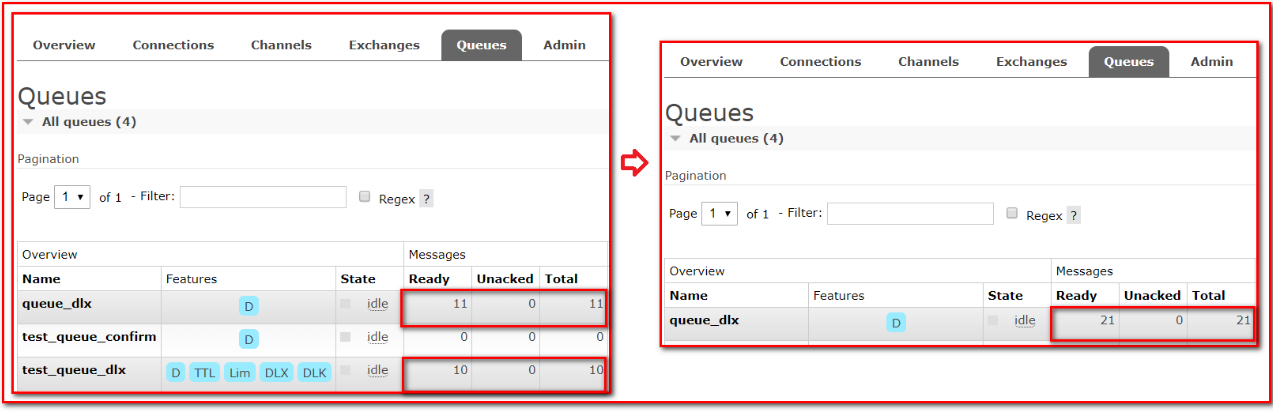 Overview Connections Channels Exchanges Queues Admin
Queues
All queues (4)
Pagination
Page 1 of 1 - Filter: Regex ?
Overview Messages
Name Features State Ready Unacked Total
queue_dlx D idle 11 0 11
test_queue_confirm D idle 0 0 0
test_queue_dlx D TTL Lim DLX DLK idle 10 0 10
Overview Connections Channels Exchanges Queues Admin
Queues
All queues (4)
Pagination
Page 1 of 1 - Filter: Regex ?
Overview Messages
Name Features State Ready Unacked Total
queue_dlx D idle 21 0 21